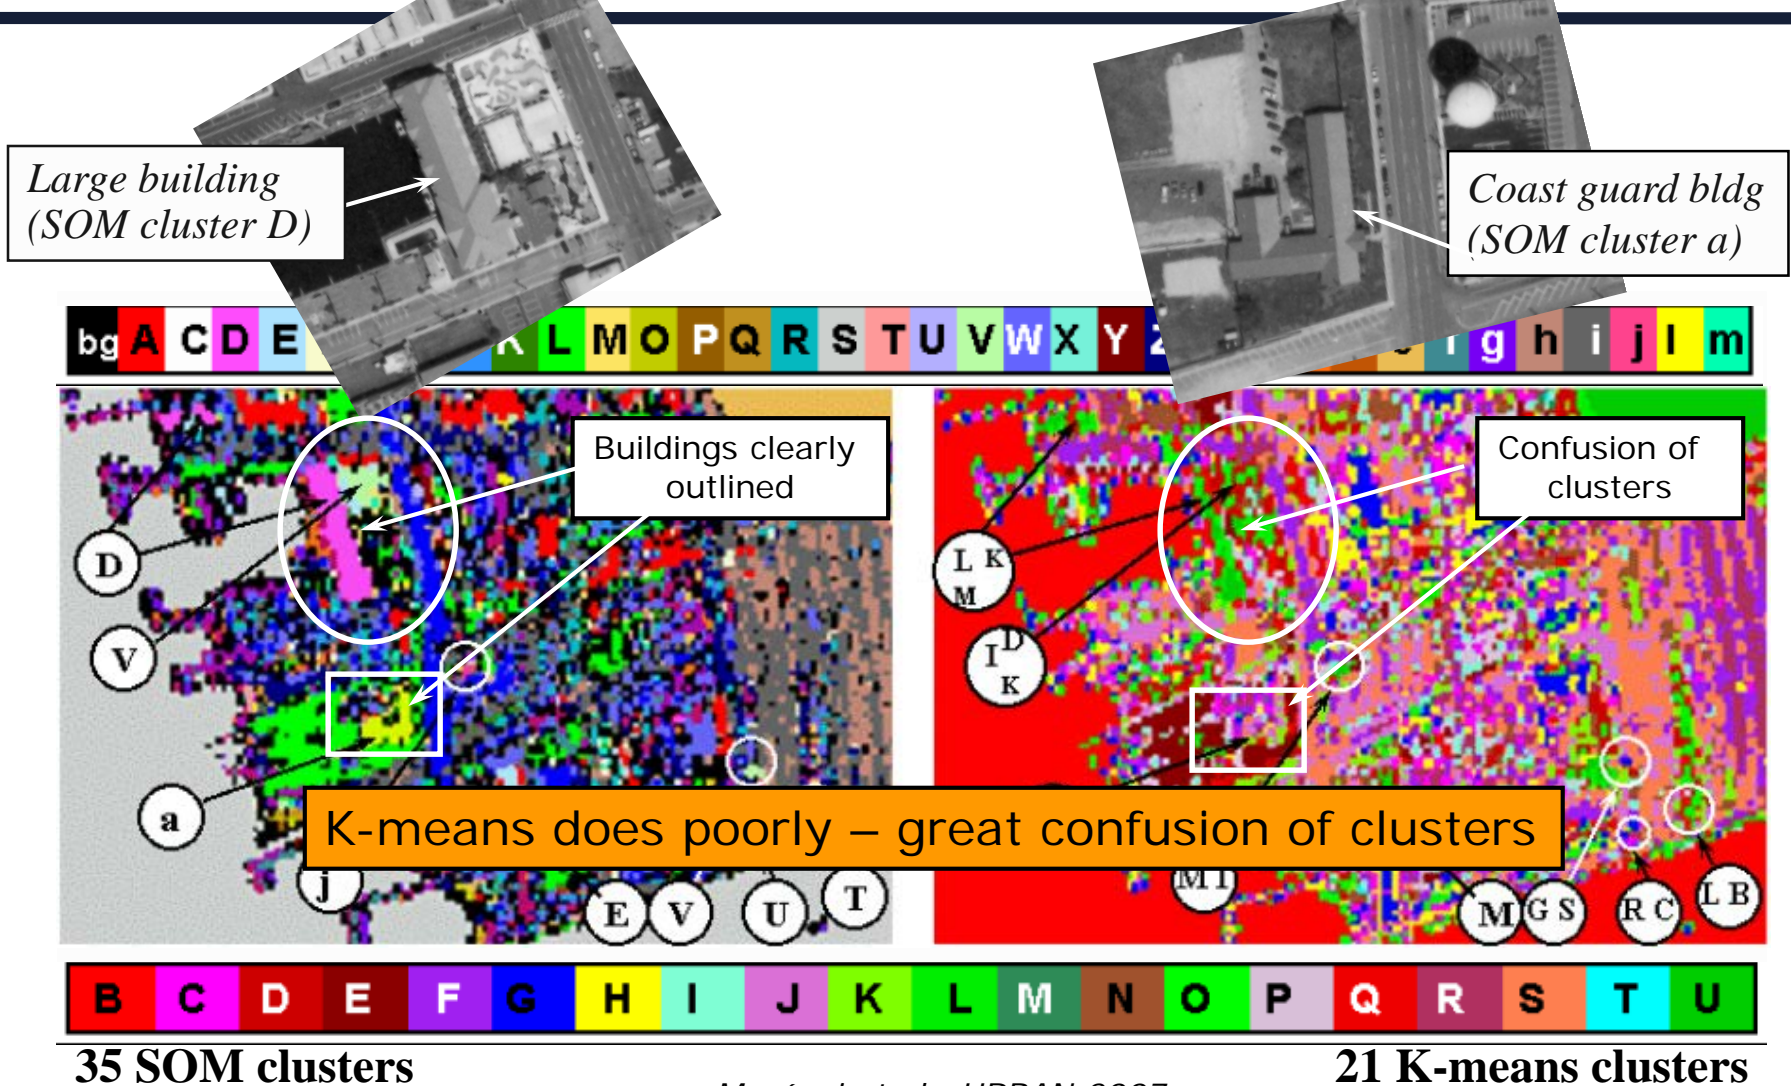 Large building
(SOM cluster D)
Coast guard bldg
(SOM cluster a)
bg A C D E K L M O P Q R S T U V W X Y Z f g h i j l m
Buildings clearly
outlined
Confusion of
clusters
D
V
a
j
E
V
U
T
L K
M
I D
K
M I
M
G S
R C
L B
K-means does poorly – great confusion of clusters
B C D E F G H I J K L M N O P Q R S T U
35 SOM clusters
21 K-means clusters